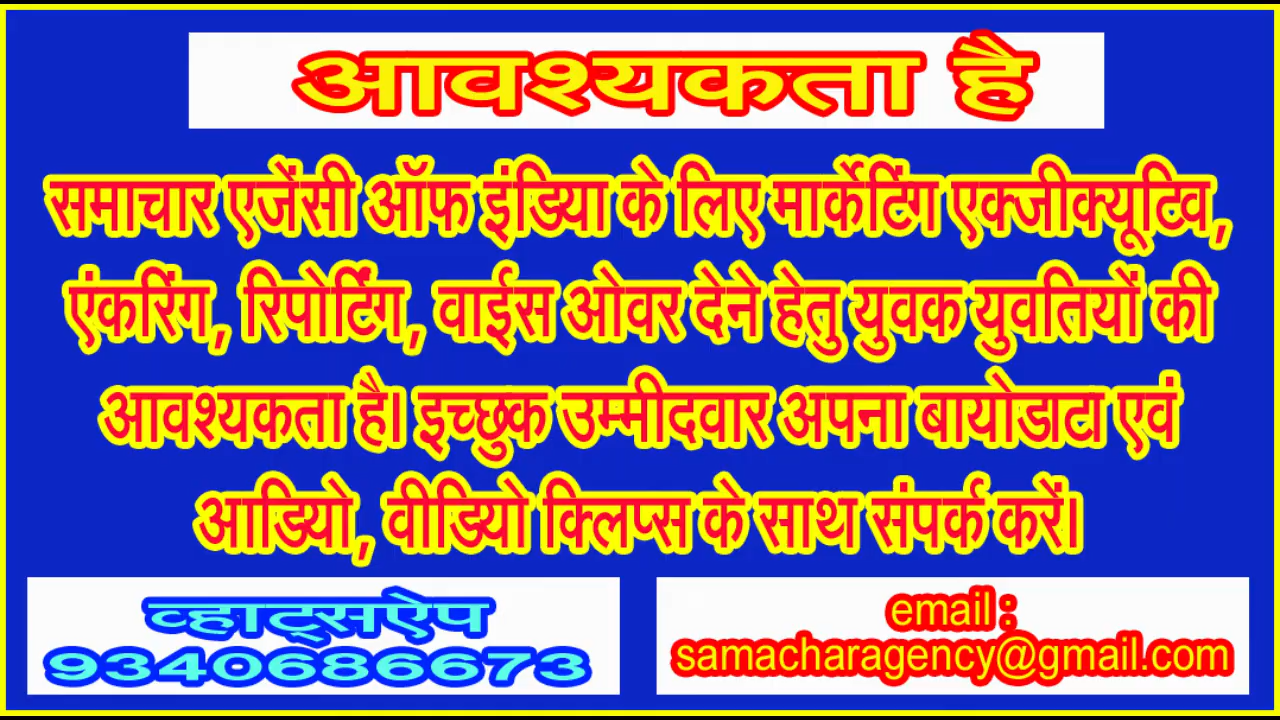 आवश्यकता है
समाचार एजेंसी ऑफ इंडिया के लिए मार्केटिंग एक्जीक्यूटिव,
एंकरिंग, रिपोर्टिंग, वाईस ओवर देने हेतु युवक युवतियों की
आवश्यकता है। इच्छुक उम्मीदवार अपना बायोडाटा एवं
आडियो, वीडियो क्लिप्स के साथ संपर्क करें।
व्हाट्सऐप
9340686673
email :
samacharagency@gmail.com